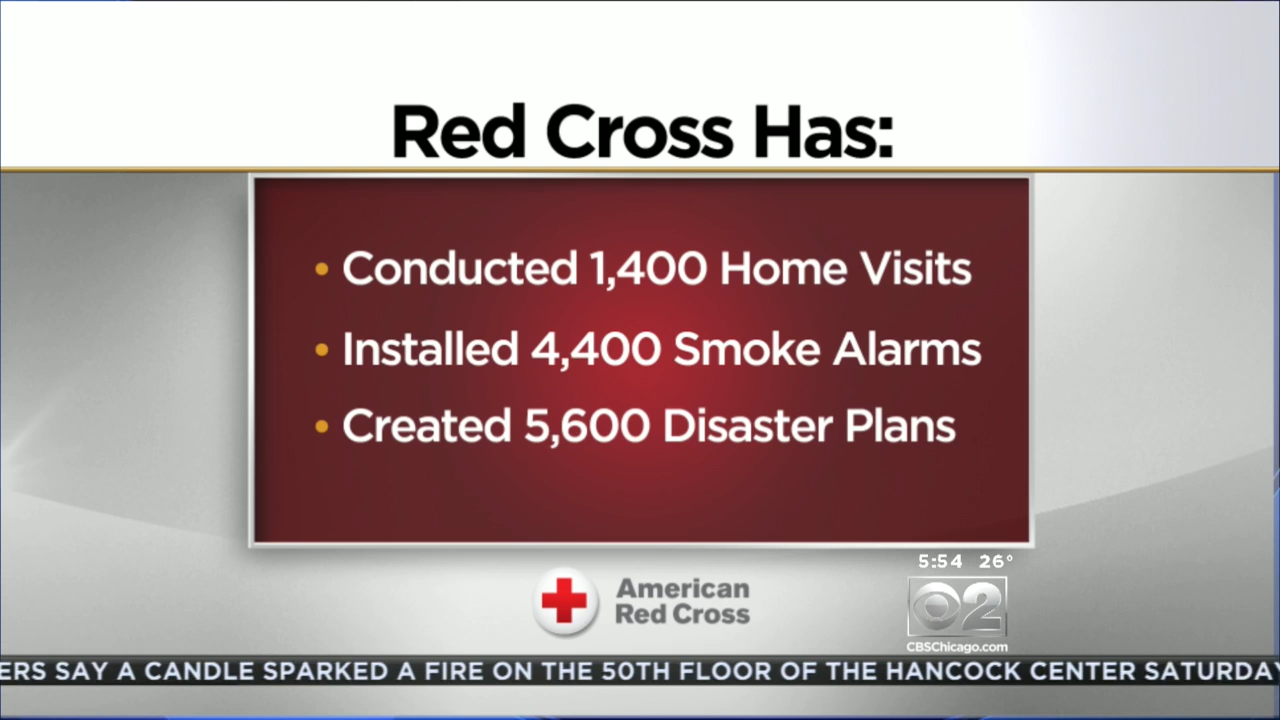 Red Cross Has:
• Conducted 1,400 Home Visits
• Installed 4,400 Smoke Alarms
• Created 5,600 Disaster Plans
American
Red Cross
5:54 26°
2
CBSChicago.com
ERS SAY A CANDLE SPARKED A FIRE ON THE 50TH FLOOR OF THE HANCOCK CENTER SATURDAY